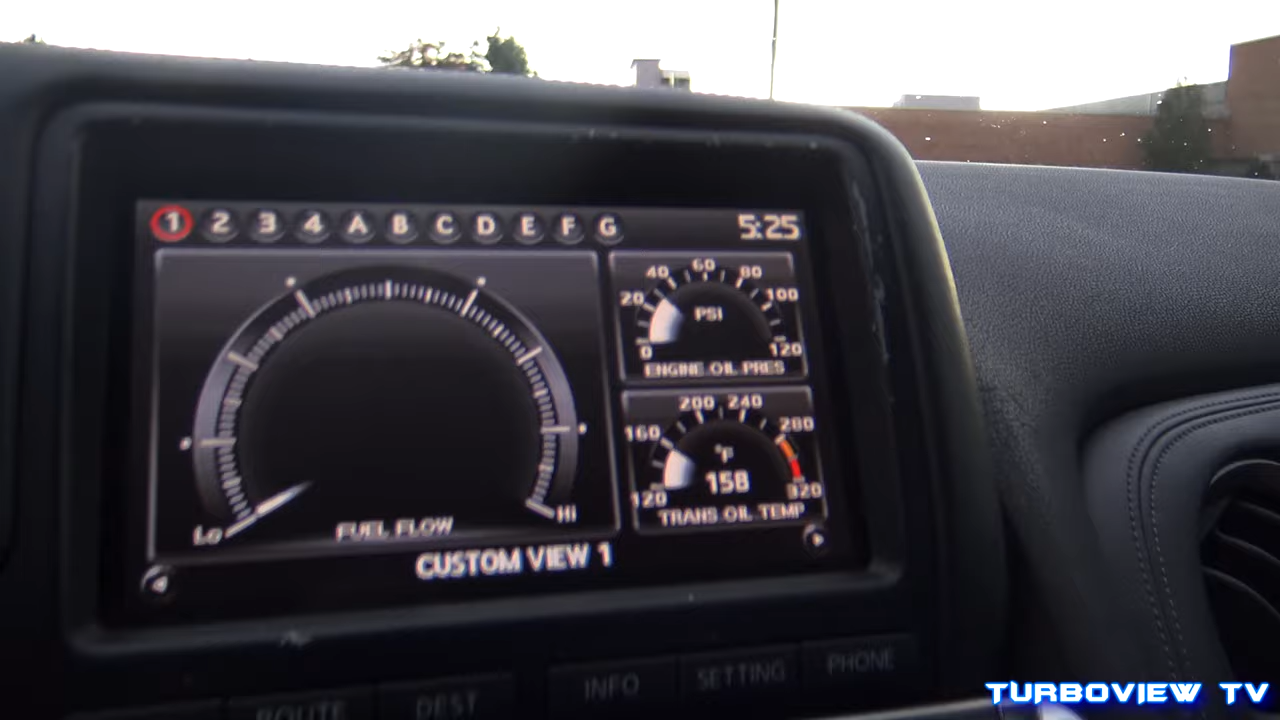 1 2 3 4 A B C D E F G 5:25
0 20 40 60 80 100 120
PSI
ENGINE OIL PRES
120 160 200 240 280 320
°F
158
TRANS OIL TEMP
Lo Hi
FUEL FLOW
CUSTOM VIEW 1
ROUTE DEST INFO SETTING PHONE
TURBOVIEW TV